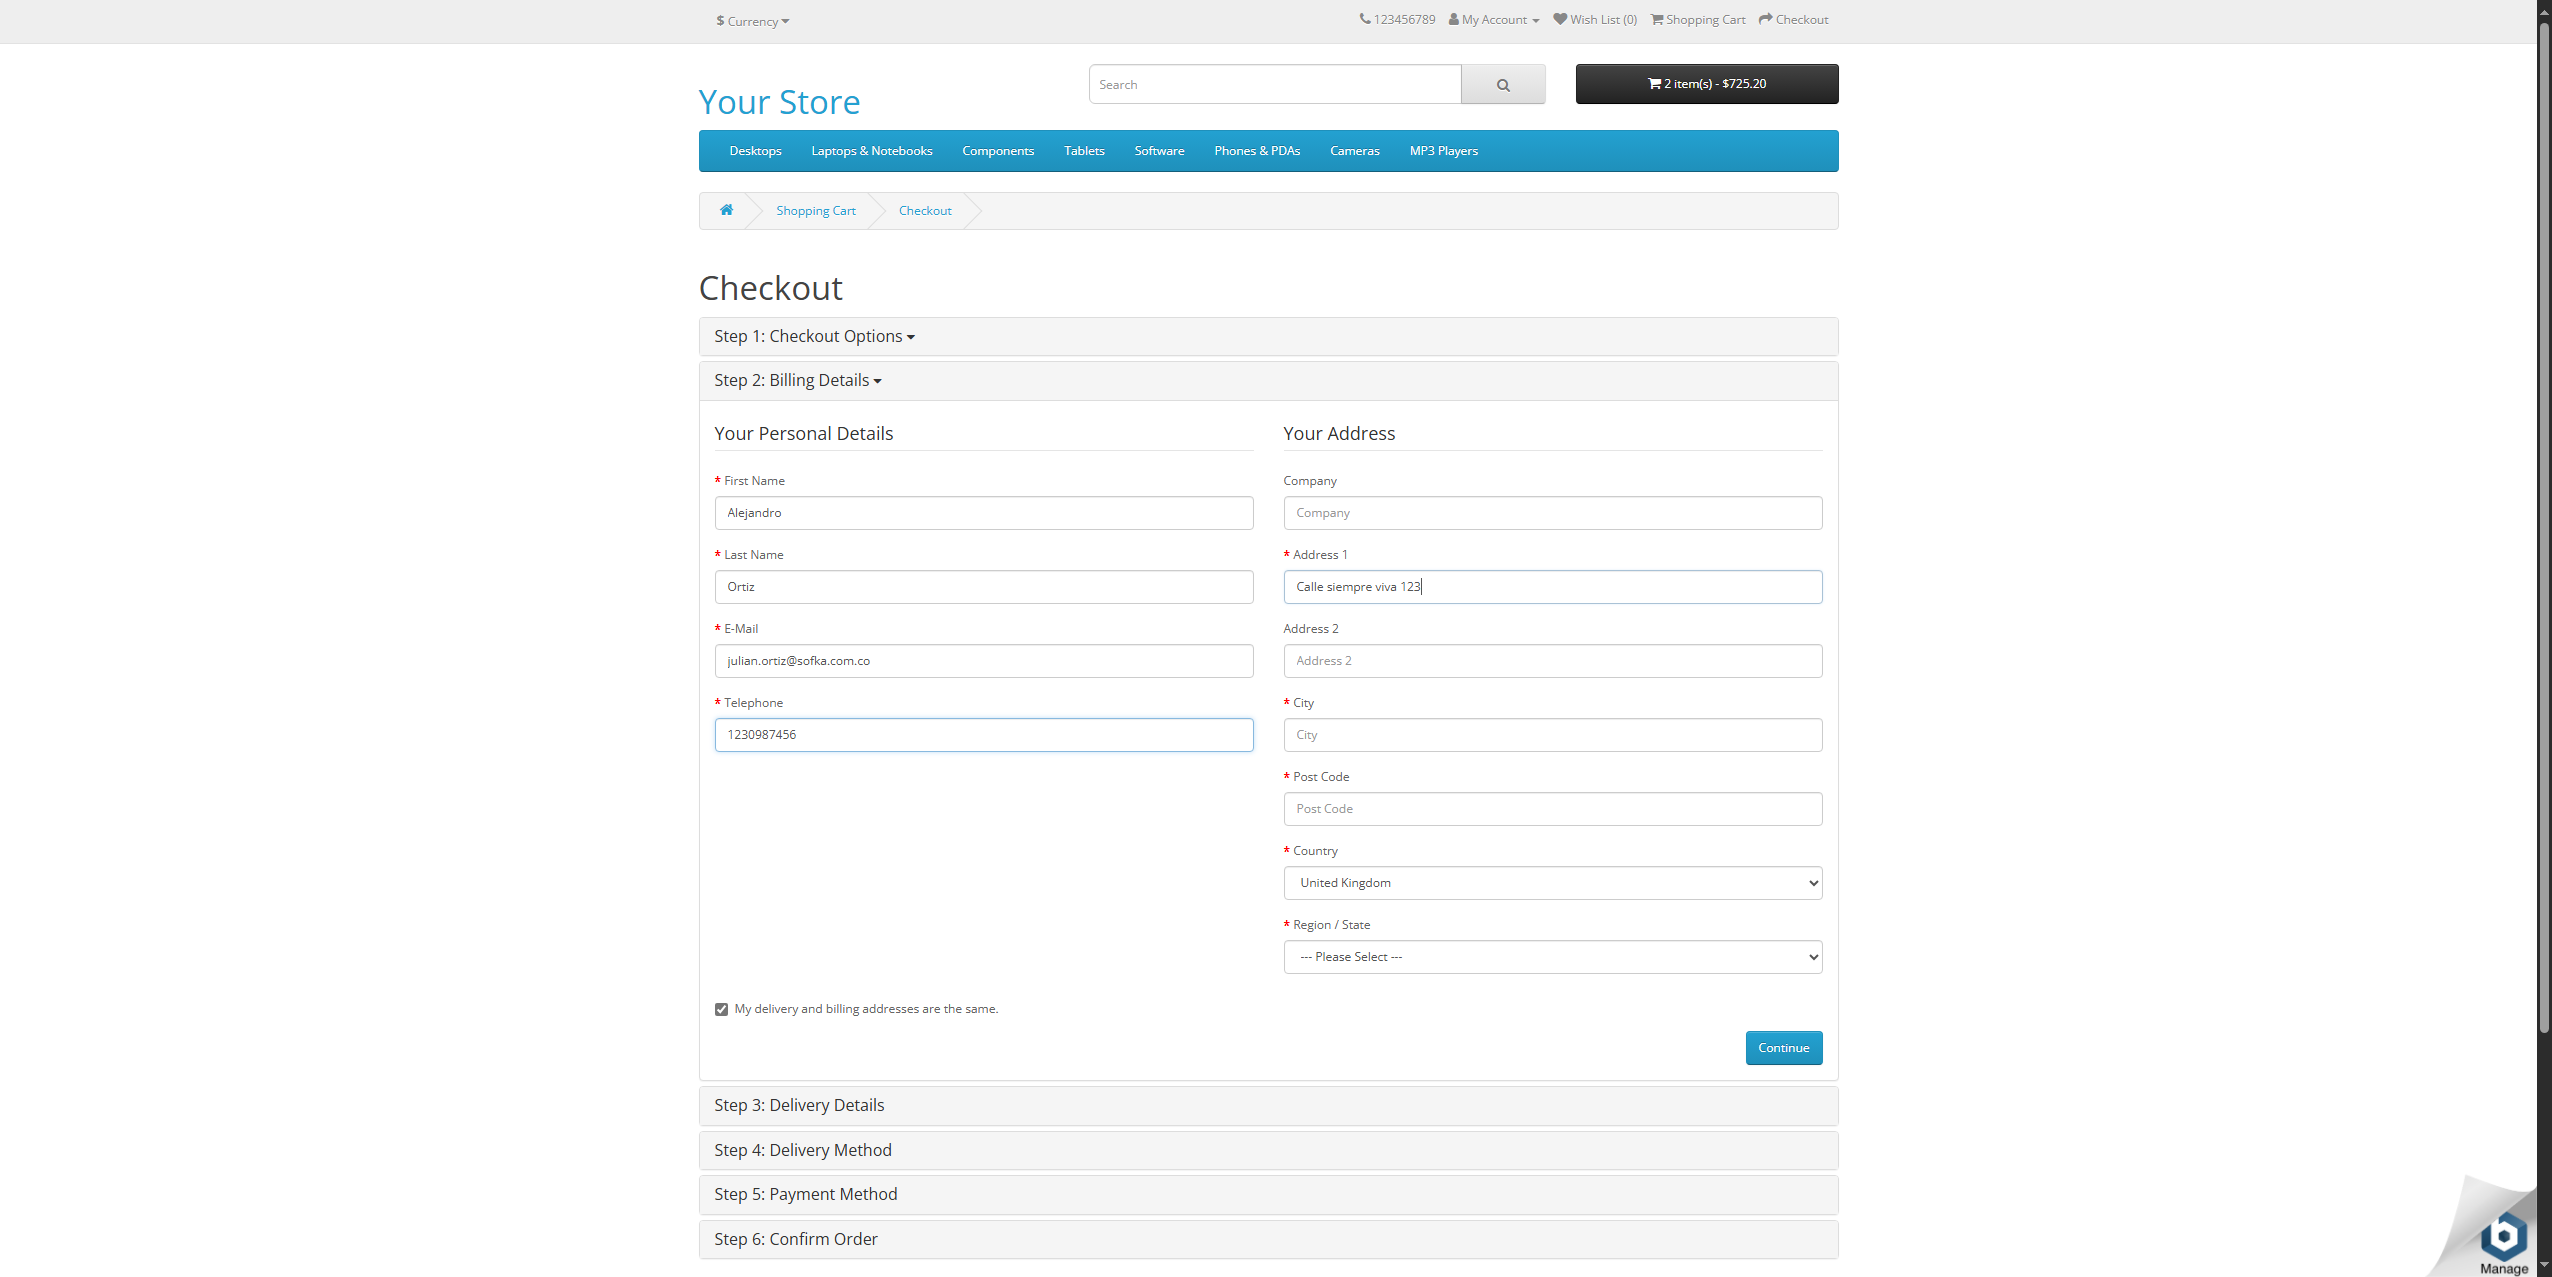 $ Currency
123456789 My Account Wish List (0) Shopping Cart Checkout
Your Store
Search
2 item(s) - $725.20
Desktops Laptops & Notebooks Components Tablets Software Phones & PDAs Cameras MP3 Players
Shopping Cart Checkout
Checkout
Step 1: Checkout Options
Step 2: Billing Details
Your Personal Details
* First Name
Alejandro
* Last Name
Ortiz
* E-Mail
julian.ortiz@sofka.com.co
* Telephone
1230987456
Your Address
Company
Company
* Address 1
Calle siempre viva 123
Address 2
Address 2
* City
City
* Post Code
Post Code
* Country
United Kingdom
* Region / State
--- Please Select ---
My delivery and billing addresses are the same.
Continue
Step 3: Delivery Details
Step 4: Delivery Method
Step 5: Payment Method
Step 6: Confirm Order
b
Manage